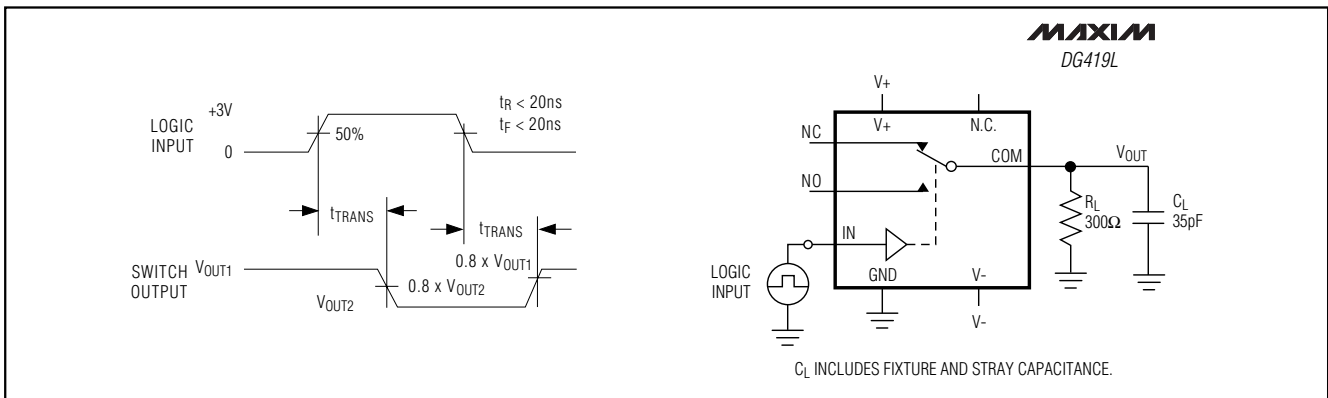 MAXIM
DG419L
+3V
LOGIC
INPUT
0
50%
tR < 20ns
tF < 20ns
tTRANS
tTRANS
SWITCH
OUTPUT
VOUT1
VOUT2
0.8 x VOUT1
0.8 x VOUT2
V+
V+
N.C.
NC
NO
COM
VOUT
IN
GND
V-
V-
RL
300Ω
CL
35pF
LOGIC
INPUT
CL INCLUDES FIXTURE AND STRAY CAPACITANCE.